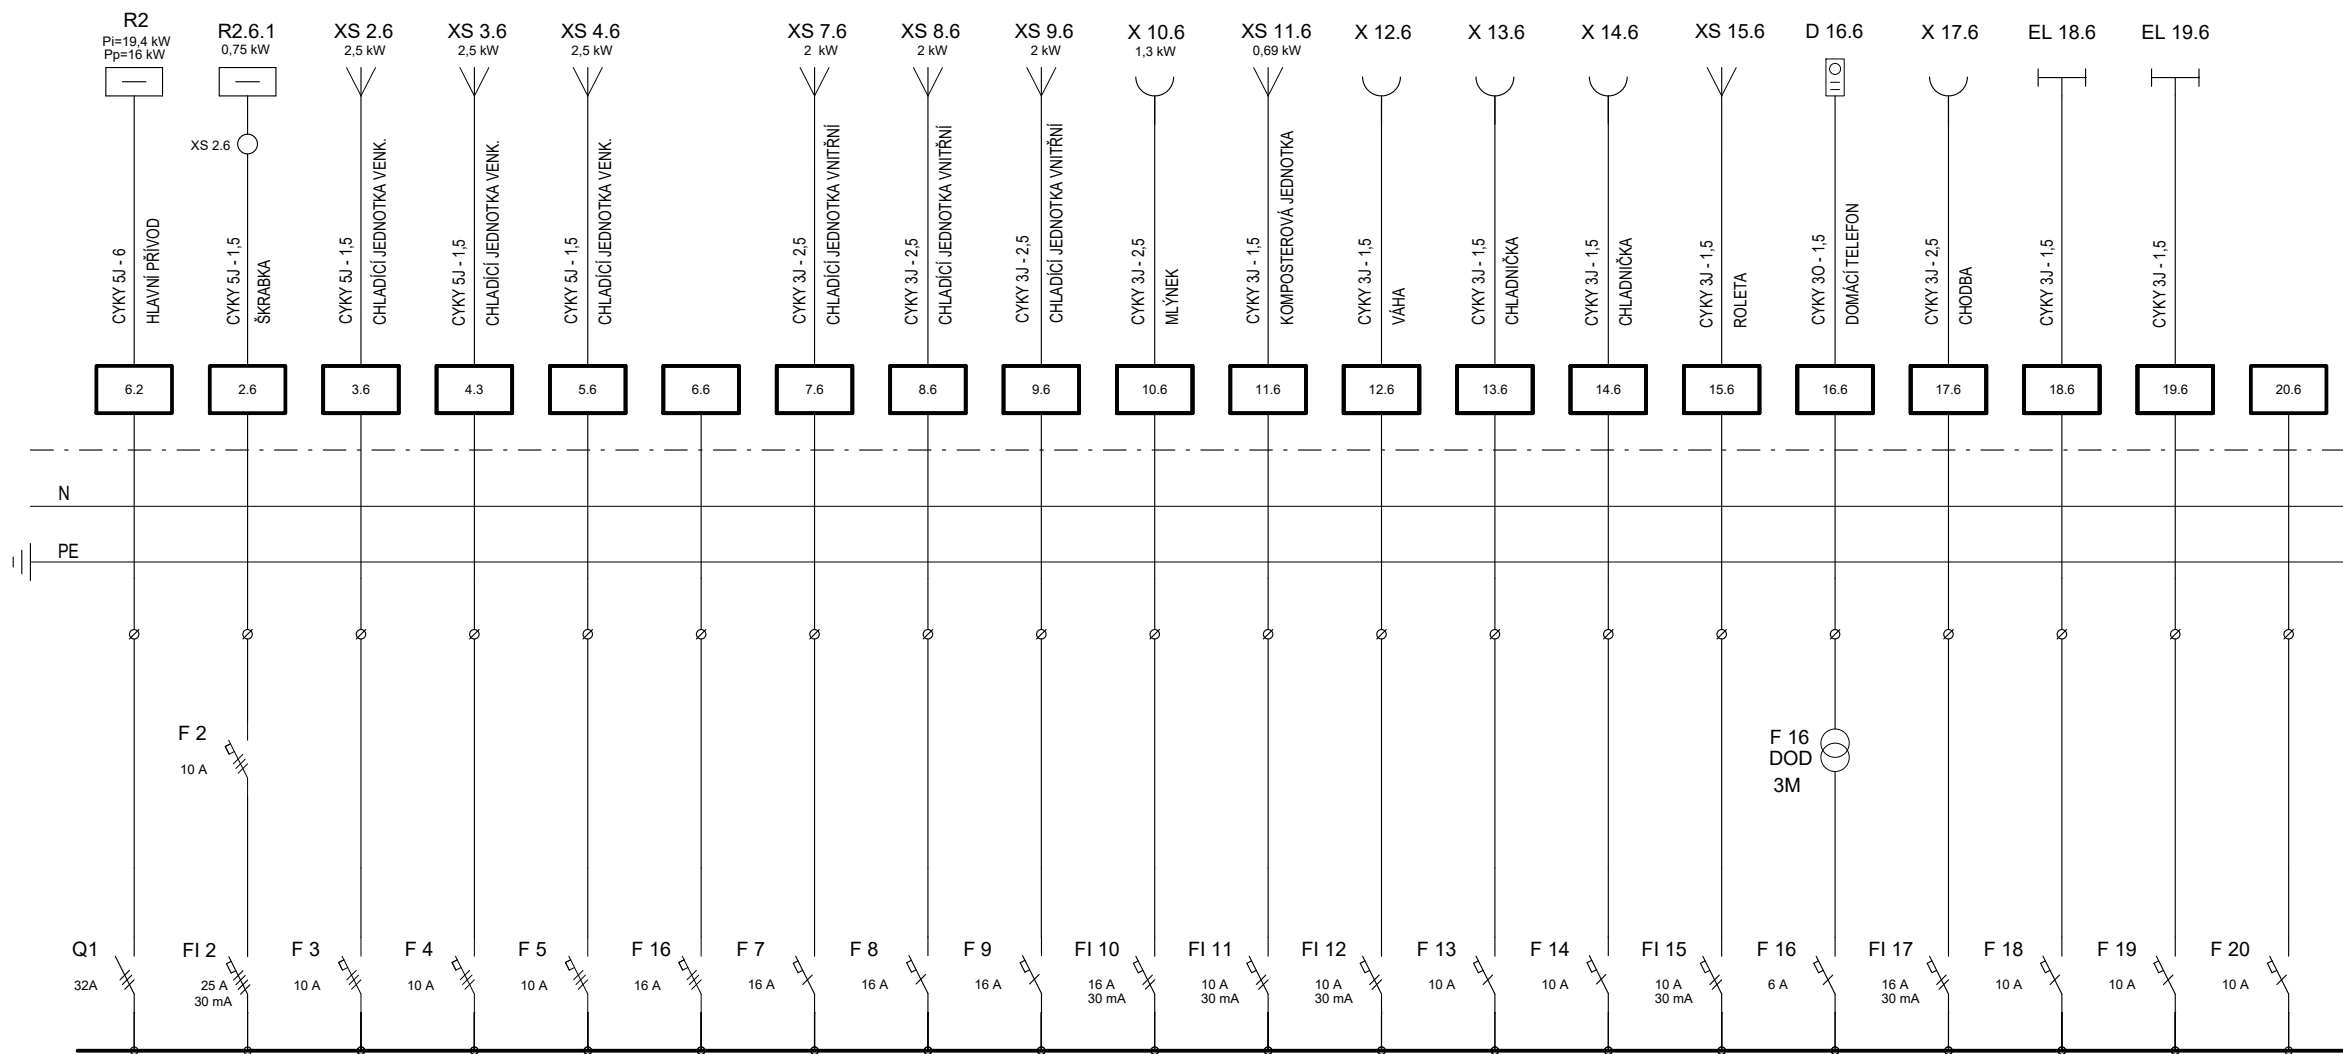 R2
Pi=19,4 kW
Pp=16 kW
R2.6.1
0,75 kW
XS 2.6
2,5 kW
XS 3.6
2,5 kW
XS 4.6
2,5 kW
XS 7.6
2 kW
XS 8.6
2 kW
XS 9.6
2 kW
X 10.6
1,3 kW
XS 11.6
0,69 kW
X 12.6
X 13.6
X 14.6
XS 15.6
D 16.6
X 17.6
EL 18.6
EL 19.6
XS 2.6
CYKY 5J - 6
HLAVNÍ PŘÍVOD
CYKY 5J - 1,5
ŠKRABKA
CYKY 5J - 1,5
CHLADÍCÍ JEDNOTKA VENK.
CYKY 5J - 1,5
CHLADÍCÍ JEDNOTKA VENK.
CYKY 5J - 1,5
CHLADÍCÍ JEDNOTKA VENK.
CYKY 3J - 2,5
CHLADÍCÍ JEDNOTKA VNITŘNÍ
CYKY 3J - 2,5
CHLADÍCÍ JEDNOTKA VNITŘNÍ
CYKY 3J - 2,5
CHLADÍCÍ JEDNOTKA VNITŘNÍ
CYKY 3J - 2,5
MLÝNEK
CYKY 3J - 1,5
KOMPOSTEROVÁ JEDNOTKA
CYKY 3J - 1,5
VÁHA
CYKY 3J - 1,5
CHLADNIČKA
CYKY 3J - 1,5
CHLADNIČKA
CYKY 3J - 1,5
ROLETA
CYKY 3O - 1,5
DOMÁCÍ TELEFON
CYKY 3J - 2,5
CHODBA
CYKY 3J - 1,5
CYKY 3J - 1,5
6.2
2.6
3.6
4.3
5.6
6.6
7.6
8.6
9.6
10.6
11.6
12.6
13.6
14.6
15.6
16.6
17.6
18.6
19.6
20.6
N
PE
F 2
10 A
F 16
DOD
3M
Q1
32A
FI 2
25 A
30 mA
F 3
10 A
F 4
10 A
F 5
10 A
F 16
16 A
F 7
16 A
F 8
16 A
F 9
16 A
FI 10
16 A
30 mA
FI 11
10 A
30 mA
FI 12
10 A
30 mA
F 13
10 A
F 14
10 A
FI 15
10 A
30 mA
F 16
6 A
FI 17
16 A
30 mA
F 18
10 A
F 19
10 A
F 20
10 A